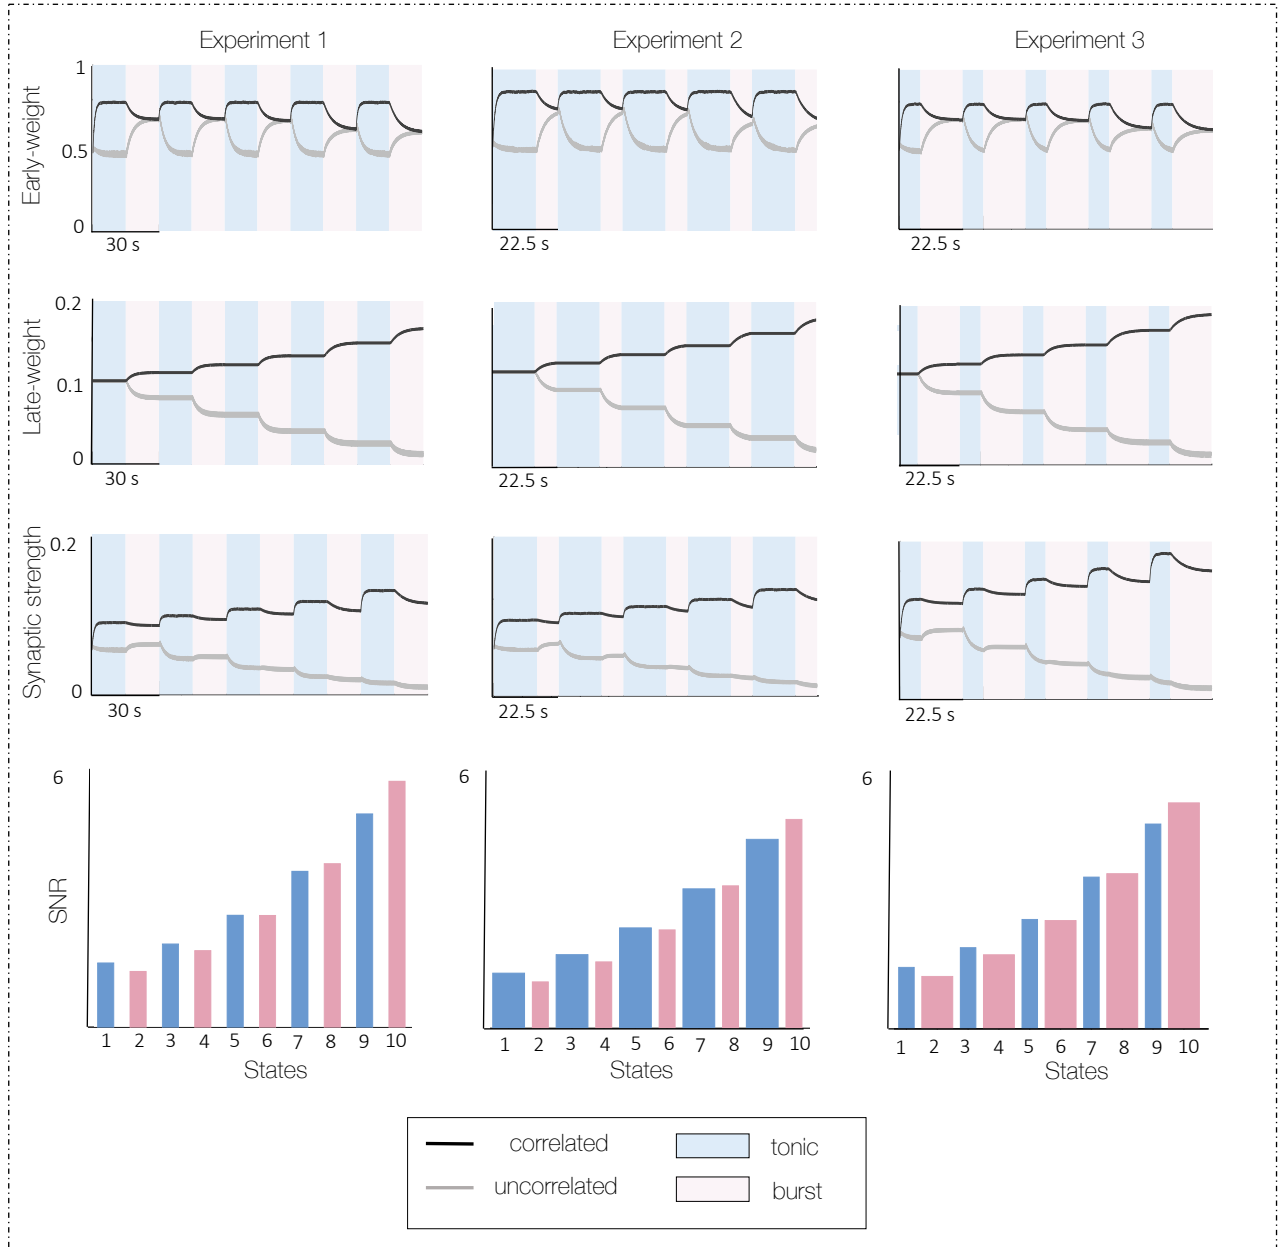 Experiment 1 Experiment 2 Experiment 3
Early-weight
1
0.5
0
30 s 22.5 s 22.5 s
Late-weight
0.2
0.1
0
30 s 22.5 s 22.5 s
Synaptic strength
0.2
0
30 s 22.5 s 22.5 s
SNR
6 6 6
1 2 3 4 5 6 7 8 9 10 1 2 3 4 5 6 7 8 9 10 1 2 3 4 5 6 7 8 9 10
States States States
correlated tonic
uncorrelated burst